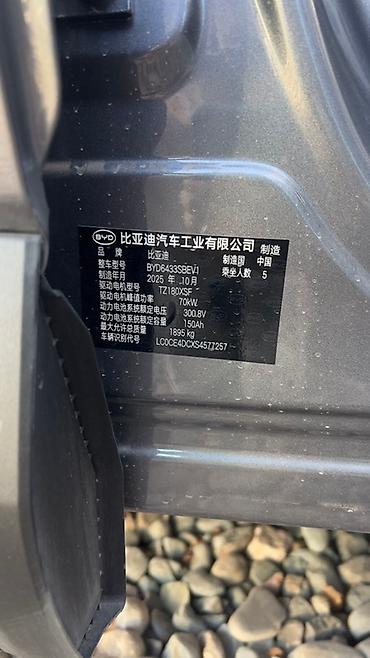 BYD 比亚迪汽车工业有限公司 制造
品 牌 比亚迪 制造国 中国
整车型号 BYD6433SBEV1 乘坐人数 5
制造年月 2025 年 10月
驱动电机型号 TZ180XSF
驱动电机峰值功率 70kW
动力电池系统额定电压 300.8V
动力电池系统额定容量 150Ah
最大允许总质量 1895 kg
车辆识别代号 LC0CE4DCXS4577257